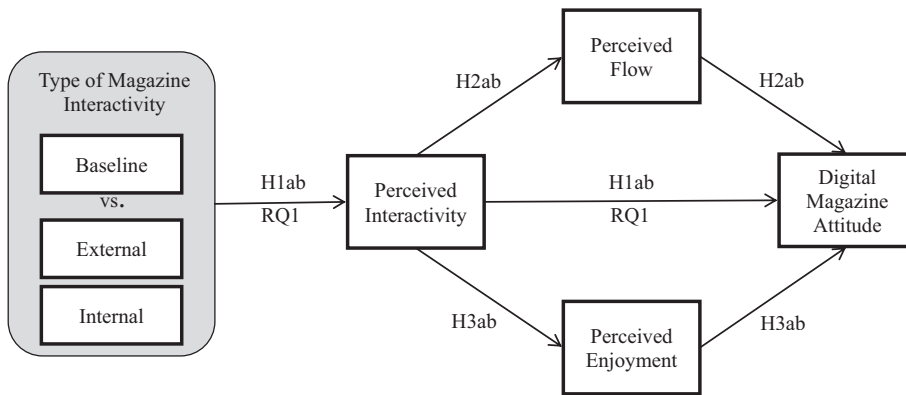 Type of Magazine
Interactivity
Baseline
vs.
External
Internal
H1ab
RQ1
Perceived
Interactivity
H2ab
Perceived
Flow
H2ab
H1ab
RQ1
Digital
Magazine
Attitude
H3ab
Perceived
Enjoyment
H3ab